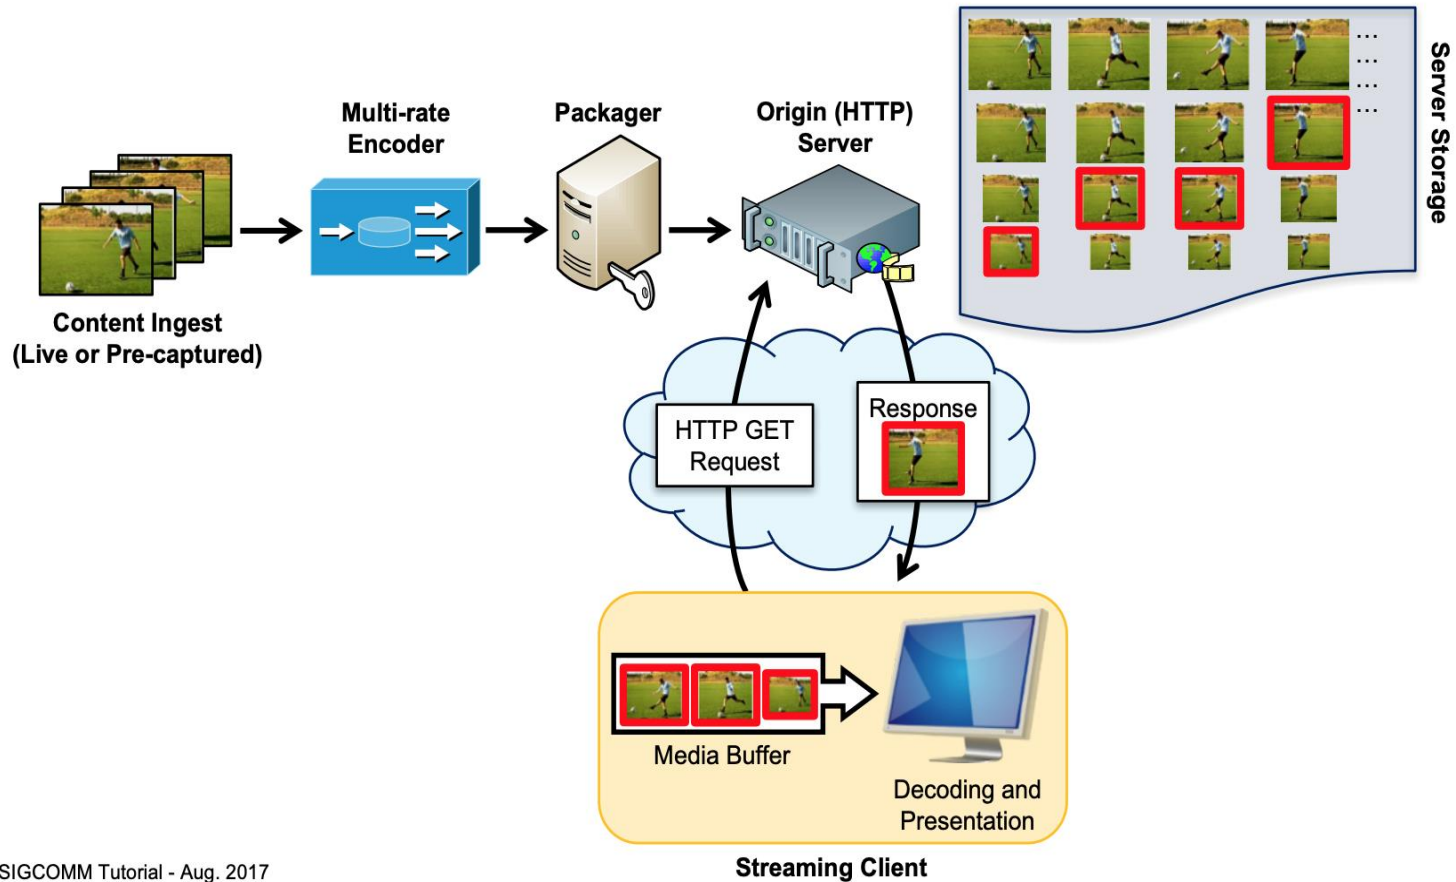 Multi-rate
Encoder
Packager
Origin (HTTP)
Server
Server Storage
...
...
...
...
Content Ingest
(Live or Pre-captured)
HTTP GET
Request
Response
Media Buffer
Decoding and
Presentation
Streaming Client
SIGCOMM Tutorial - Aug. 2017